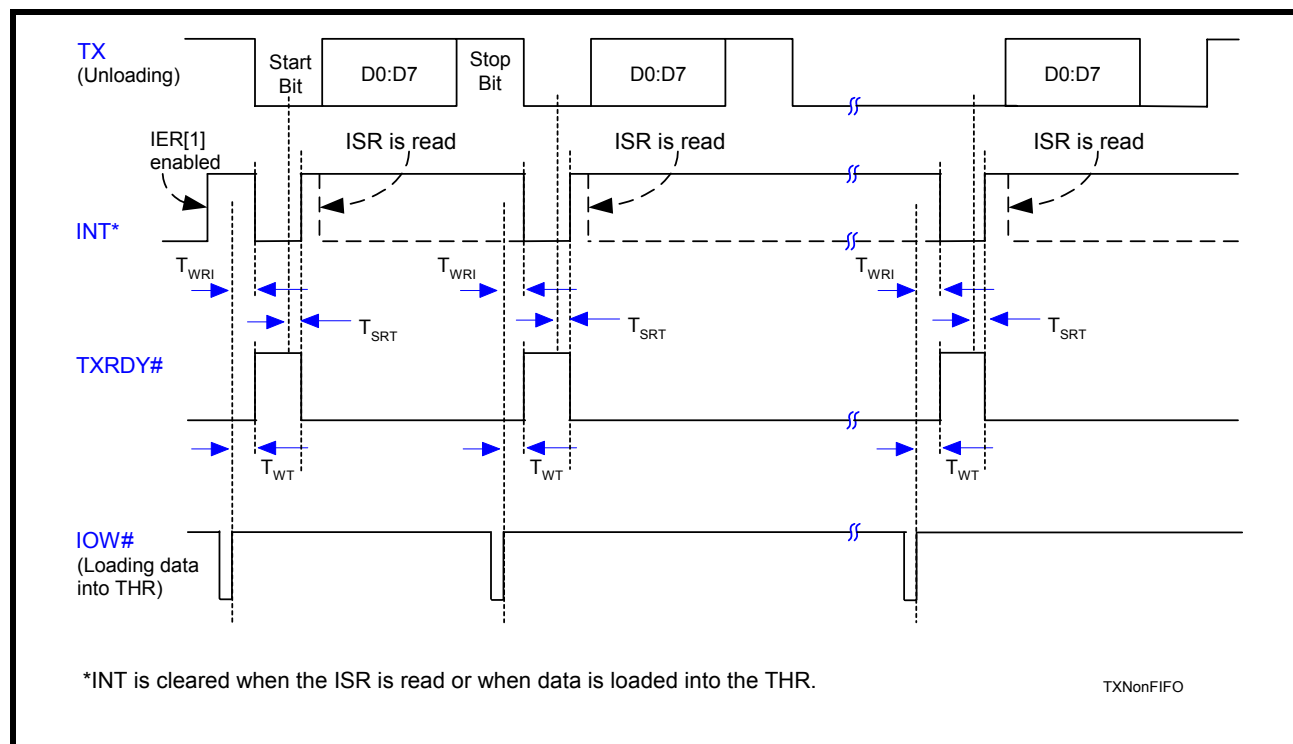 TX
(Unloading)
Start
Bit
D0:D7
Stop
Bit
D0:D7
D0:D7
IER[1]
enabled
ISR is read
ISR is read
ISR is read
INT*
TWRI
TWRI
TWRI
TSRT
TSRT
TSRT
TXRDY#
TWT
TWT
TWT
IOW#
(Loading data
into THR)
*INT is cleared when the ISR is read or when data is loaded into the THR.
TXNonFIFO